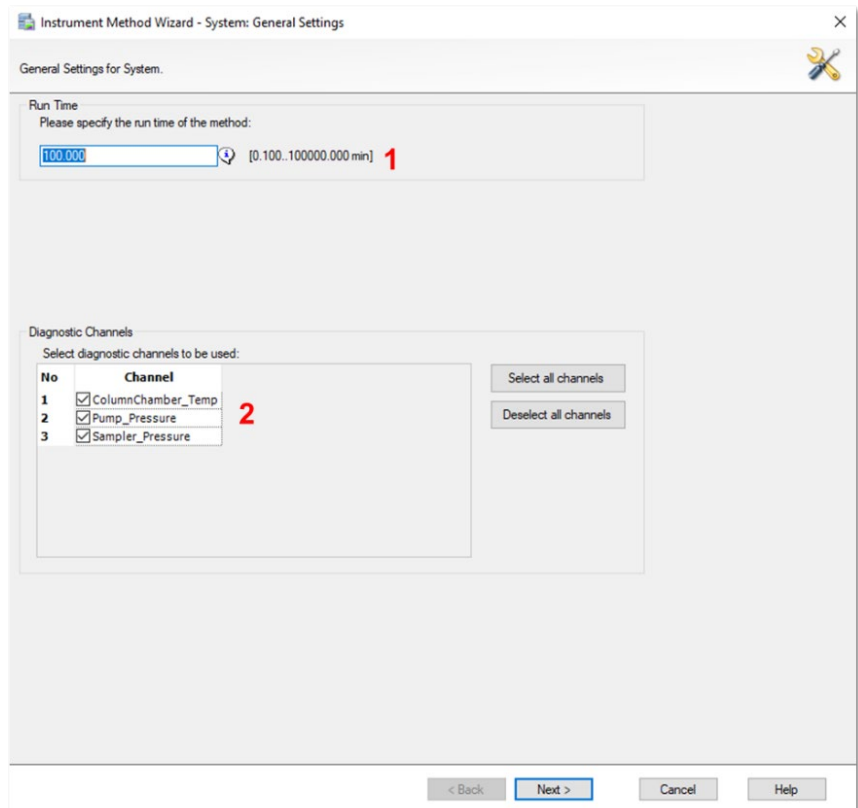 Instrument Method Wizard - System: General Settings
General Settings for System.
Run Time
Please specify the run time of the method:
100.000 [0.100..100000.000 min] 1
Diagnostic Channels
Select diagnostic channels to be used:
No Channel
1 ColumnChamber_Temp
2 Pump_Pressure
3 Sampler_Pressure
2
Select all channels
Deselect all channels
< Back Next > Cancel Help